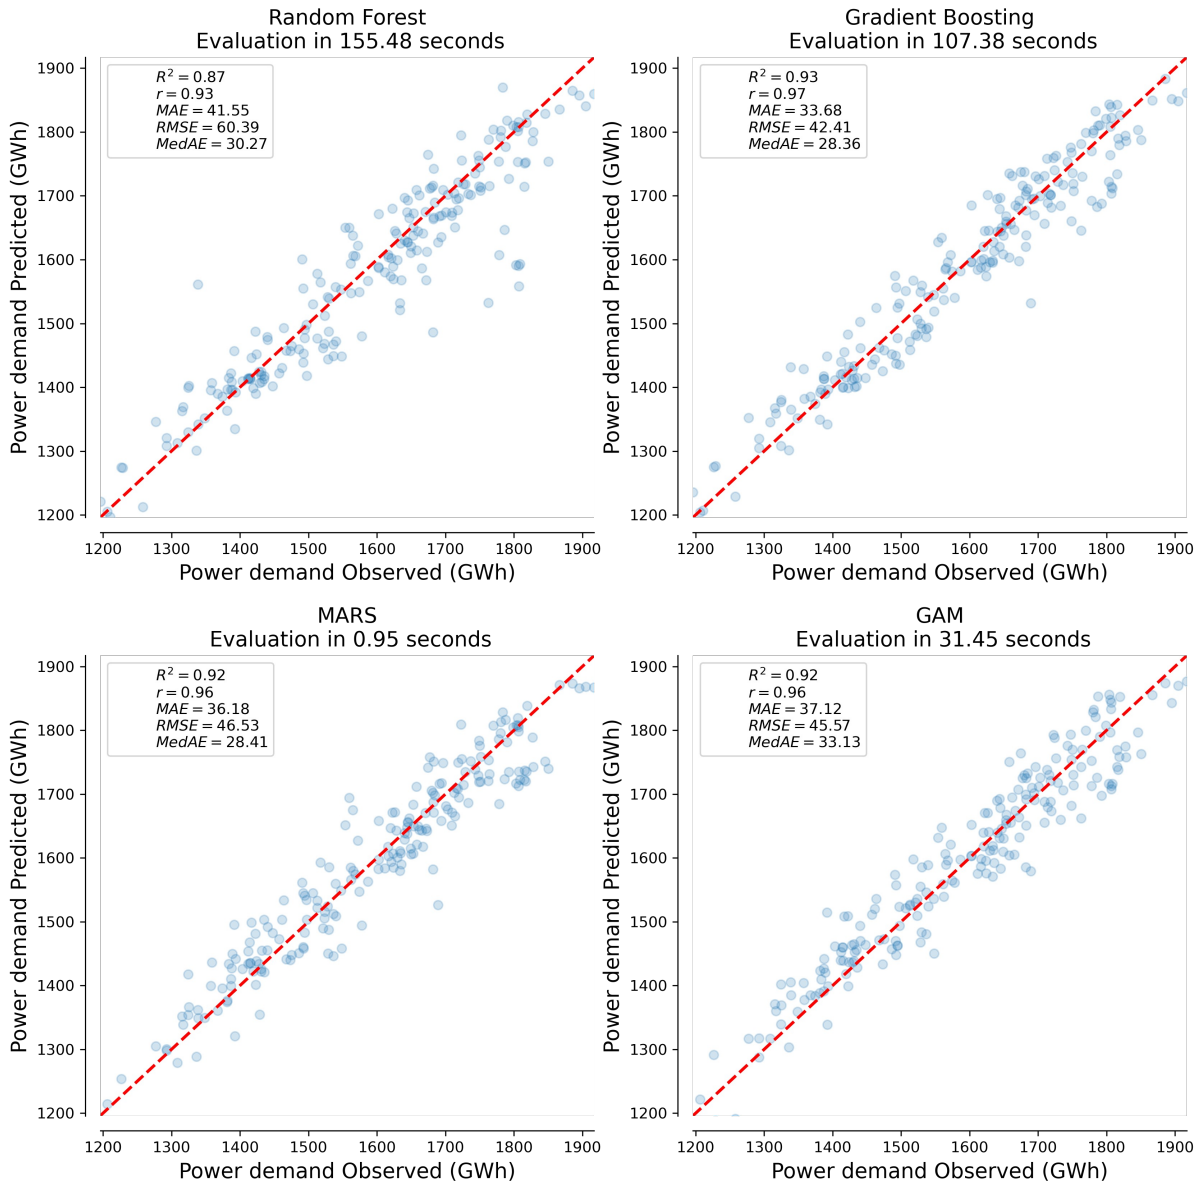 Random Forest
Evaluation in 155.48 seconds
R² = 0.87
r = 0.93
MAE = 41.55
RMSE = 60.39
MedAE = 30.27
Power demand Predicted (GWh)
1900
1800
1700
1600
1500
1400
1300
1200
1200 1300 1400 1500 1600 1700 1800 1900
Power demand Observed (GWh)
Gradient Boosting
Evaluation in 107.38 seconds
R² = 0.93
r = 0.97
MAE = 33.68
RMSE = 42.41
MedAE = 28.36
Power demand Predicted (GWh)
1900
1800
1700
1600
1500
1400
1300
1200
1200 1300 1400 1500 1600 1700 1800 1900
Power demand Observed (GWh)
MARS
Evaluation in 0.95 seconds
R² = 0.92
r = 0.96
MAE = 36.18
RMSE = 46.53
MedAE = 28.41
Power demand Predicted (GWh)
1900
1800
1700
1600
1500
1400
1300
1200
1200 1300 1400 1500 1600 1700 1800 1900
Power demand Observed (GWh)
GAM
Evaluation in 31.45 seconds
R² = 0.92
r = 0.96
MAE = 37.12
RMSE = 45.57
MedAE = 33.13
Power demand Predicted (GWh)
1900
1800
1700
1600
1500
1400
1300
1200
1200 1300 1400 1500 1600 1700 1800 1900
Power demand Observed (GWh)